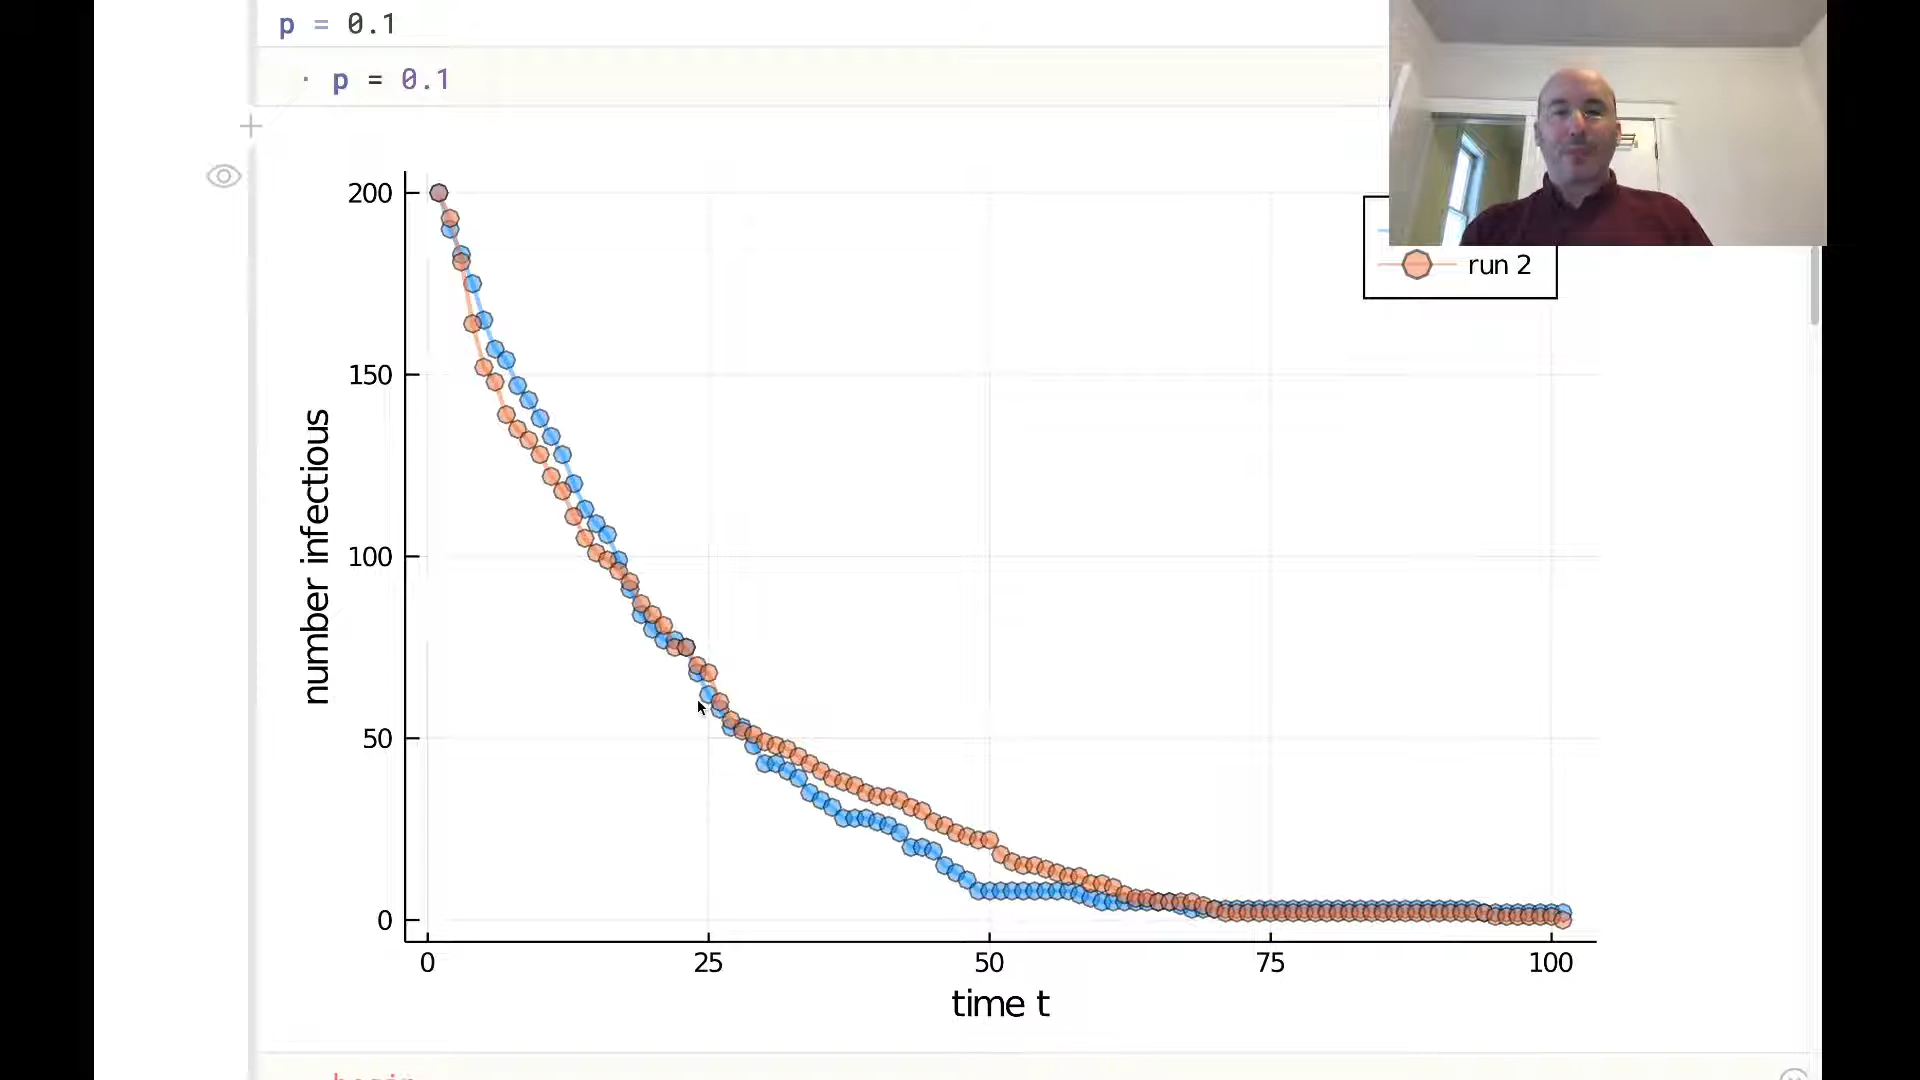 p = 0.1
p = 0.1
200
150
100
50
0
number infectious
run 2
0 25 50 75 100
time t
begin